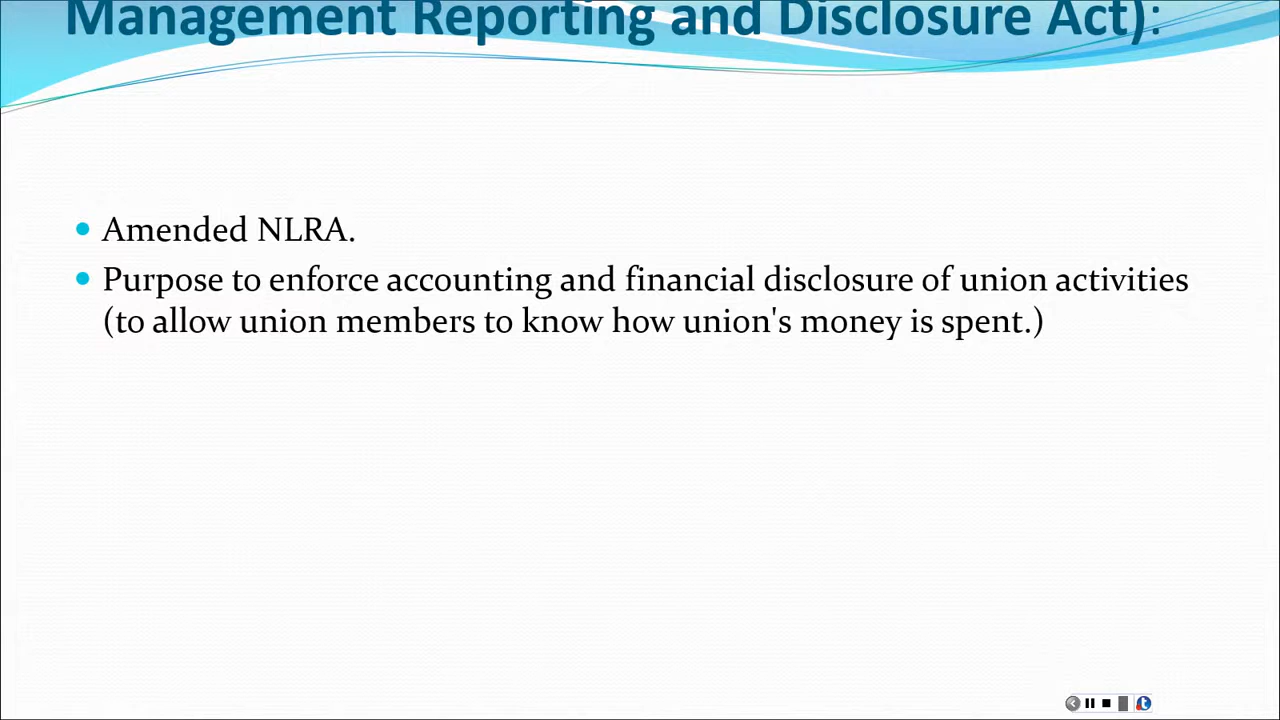 Management Reporting and Disclosure Act):
Amended NLRA.
Purpose to enforce accounting and financial disclosure of union activities
(to allow union members to know how union's money is spent.)